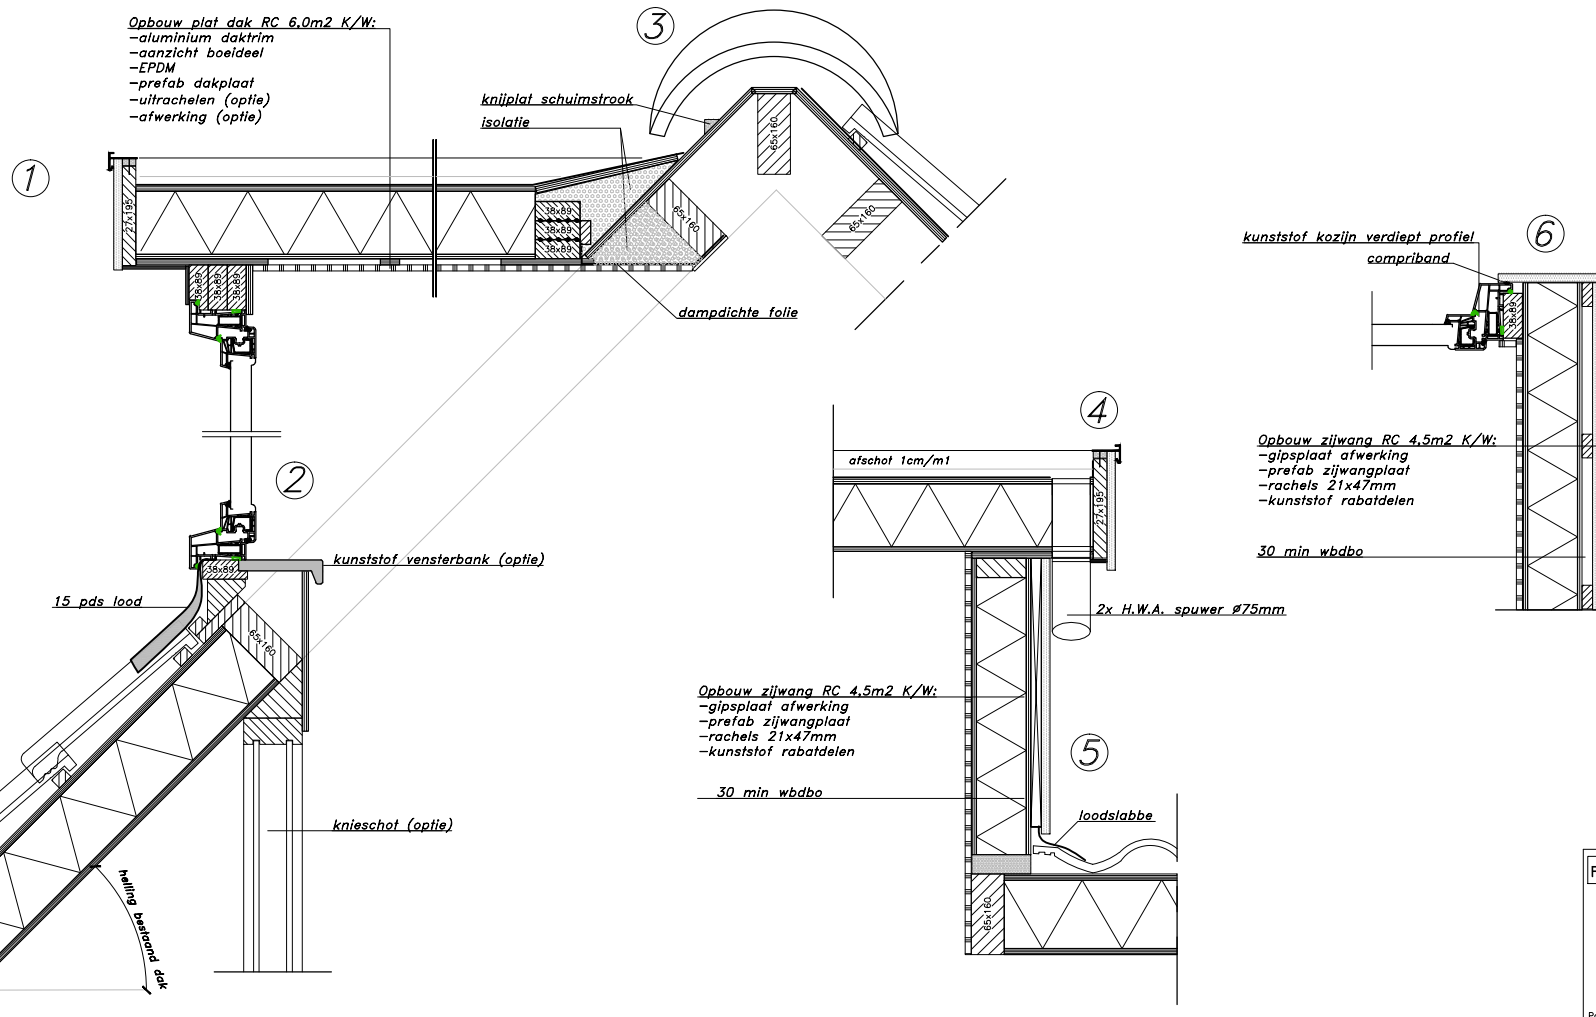 Opbouw plat dak RC 6,0m2 K/W:
-aluminium daktrim
-aanzicht boeideel
-EPDM
-prefab dakplaat
-uitrachelen (optie)
-afwerking (optie)
1
3
knijplat schuimstrook
isolatie
27x195
38x89
38x89
38x89
65x160
65x160
65x160
38x89
38x89
38x89
dampdichte folie
2
kunststof vensterbank (optie)
38x89
15 pds lood
65x160
knieschot (optie)
helling bestaand dak
4
afschot 1cm/m1
27x195
2x H.W.A. spuwer Ø75mm
Opbouw zijwang RC 4,5m2 K/W:
-gipsplaat afwerking
-prefab zijwangplaat
-rachels 21x47mm
-kunststof rabatdelen
30 min wbdbo
5
loodslabbe
65x160
6
kunststof kozijn verdiept profiel
compriband
38x89
Opbouw zijwang RC 4,5m2 K/W:
-gipsplaat afwerking
-prefab zijwangplaat
-rachels 21x47mm
-kunststof rabatdelen
30 min wbdbo